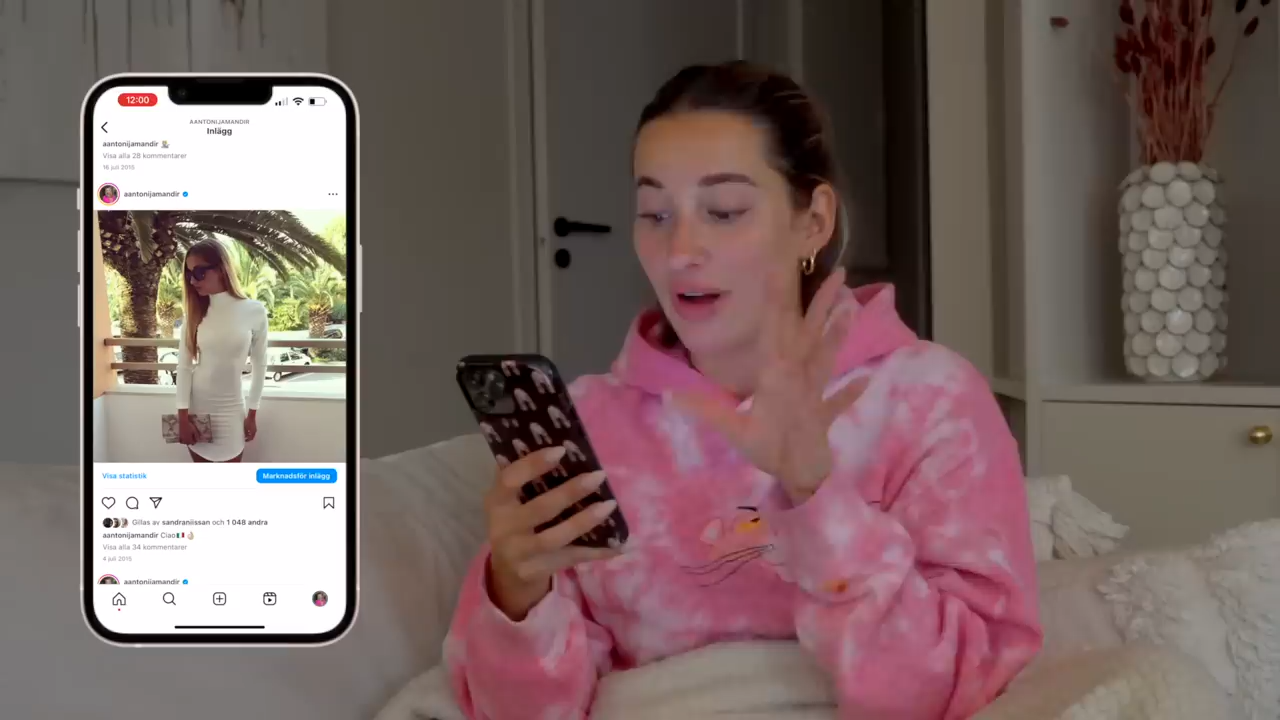 12:00
AANTONIJAMANDIR
Inlägg
aantonijamandir
Visa alla 28 kommentarer
16 juli 2015
aantonijamandir
Visa statistik
Marknadsför inlägg
Gillas av sandraniissan och 1 048 andra
aantonijamandir Ciao
Visa alla 34 kommentarer
4 juli 2015
aantonijamandir